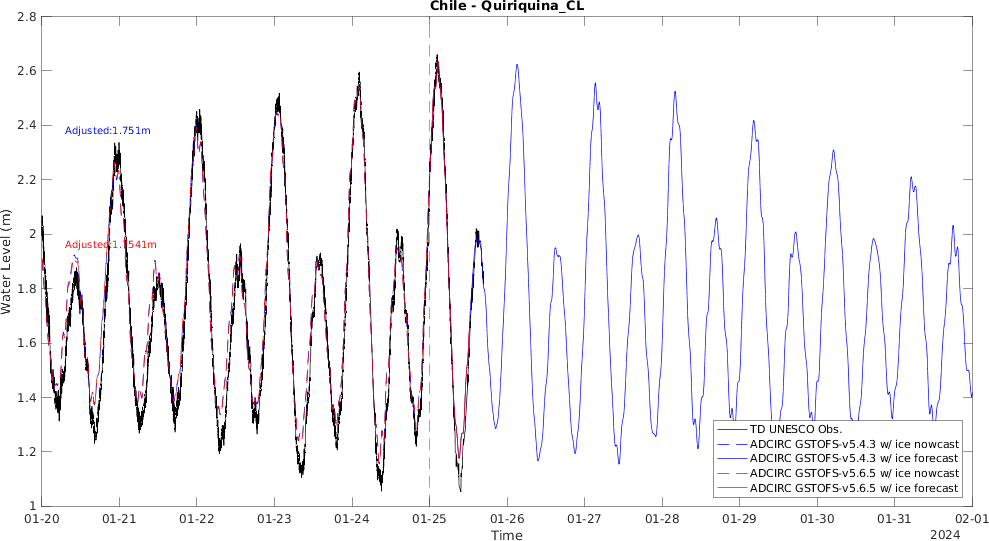 Chile - Quiriquina_CL
2.8
2.6
2.4
2.2
2
1.8
1.6
1.4
1.2
1
Water Level (m)
Adjusted:1.751m
Adjusted:1.7541m
TD UNESCO Obs.
ADCIRC GSTOFS-v5.4.3 w/ ice nowcast
ADCIRC GSTOFS-v5.4.3 w/ ice forecast
ADCIRC GSTOFS-v5.6.5 w/ ice nowcast
ADCIRC GSTOFS-v5.6.5 w/ ice forecast
01-20 01-21 01-22 01-23 01-24 01-25 01-26 01-27 01-28 01-29 01-30 01-31 02-01
Time
2024